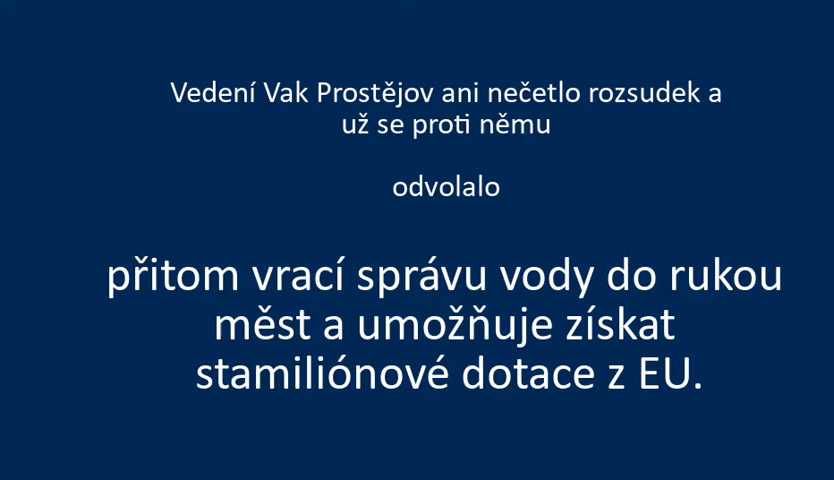 Vedení Vak Prostějov ani nečetlo rozsudek a
už se proti němu
odvolalo
přitom vrací správu vody do rukou
měst a umožňuje získat
stamiliónové dotace z EU.